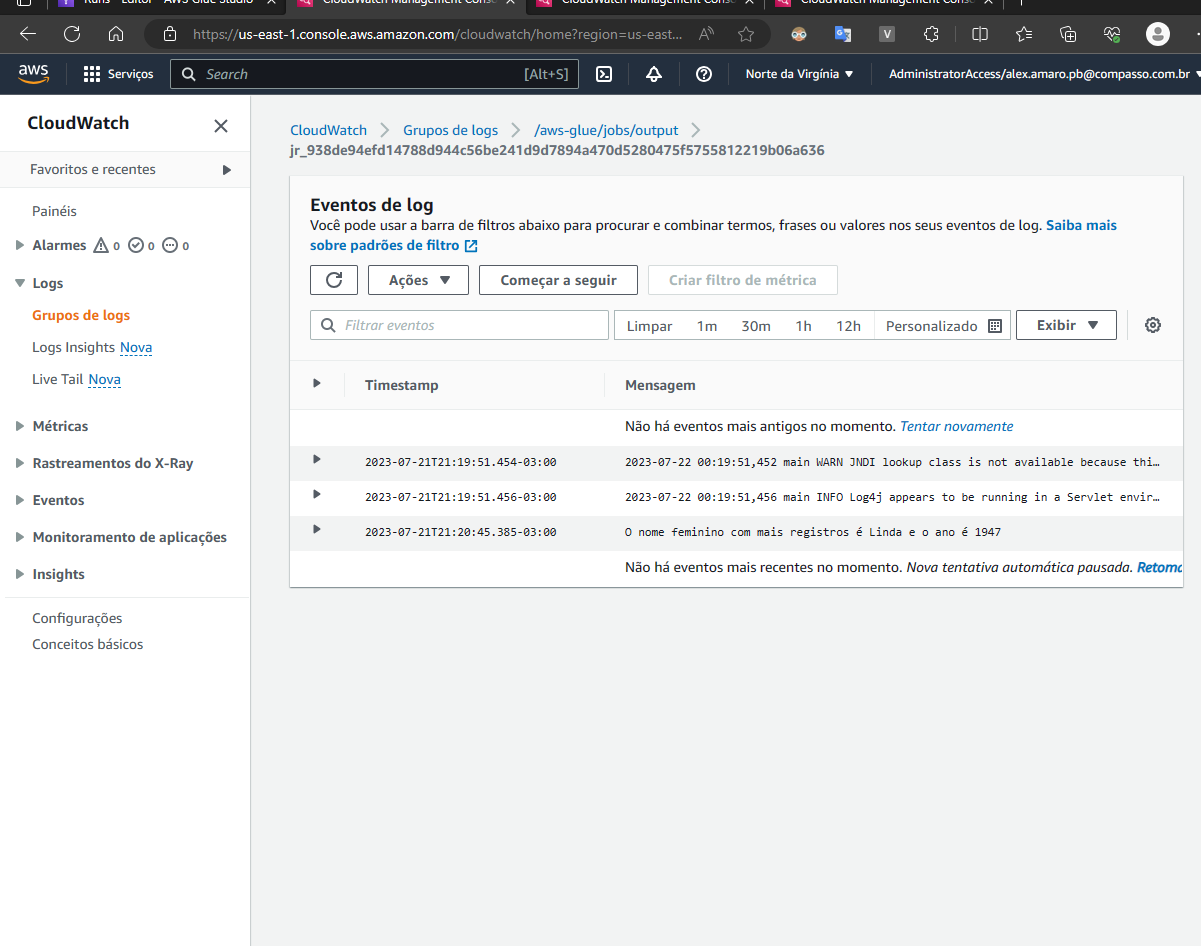 Runs - Editor - AWS Glue Studio
CloudWatch Management Cons
CloudWatch Management Cons
CloudWatch Management Cons
https://us-east-1.console.aws.amazon.com/cloudwatch/home?region=us-east...
aws
Serviços
Search
[Alt+S]
Norte da Virgínia
AdministratorAccess/alex.amaro.pb@compasso.com.br
CloudWatch
Favoritos e recentes
Painéis
Alarmes 0 0 0
Logs
Grupos de logs
Logs Insights Nova
Live Tail Nova
Métricas
Rastreamentos do X-Ray
Eventos
Monitoramento de aplicações
Insights
Configurações
Conceitos básicos
CloudWatch
Grupos de logs
/aws-glue/jobs/output
jr_938de94efd14788d944c56be241d9d7894a470d5280475f5755812219b06a636
Eventos de log
Você pode usar a barra de filtros abaixo para procurar e combinar termos, frases ou valores nos seus eventos de log. Saiba mais
sobre padrões de filtro
Ações
Começar a seguir
Criar filtro de métrica
Filtrar eventos
Limpar 1m 30m 1h 12h Personalizado
Exibir
Timestamp Mensagem
Não há eventos mais antigos no momento. Tentar novamente
2023-07-21T21:19:51.454-03:00 2023-07-22 00:19:51,452 main WARN JNDI lookup class is not available because thi…
2023-07-21T21:19:51.456-03:00 2023-07-22 00:19:51,456 main INFO Log4j appears to be running in a Servlet envir…
2023-07-21T21:20:45.385-03:00 O nome feminino com mais registros é Linda e o ano é 1947
Não há eventos mais recentes no momento. Nova tentativa automática pausada. Retoma